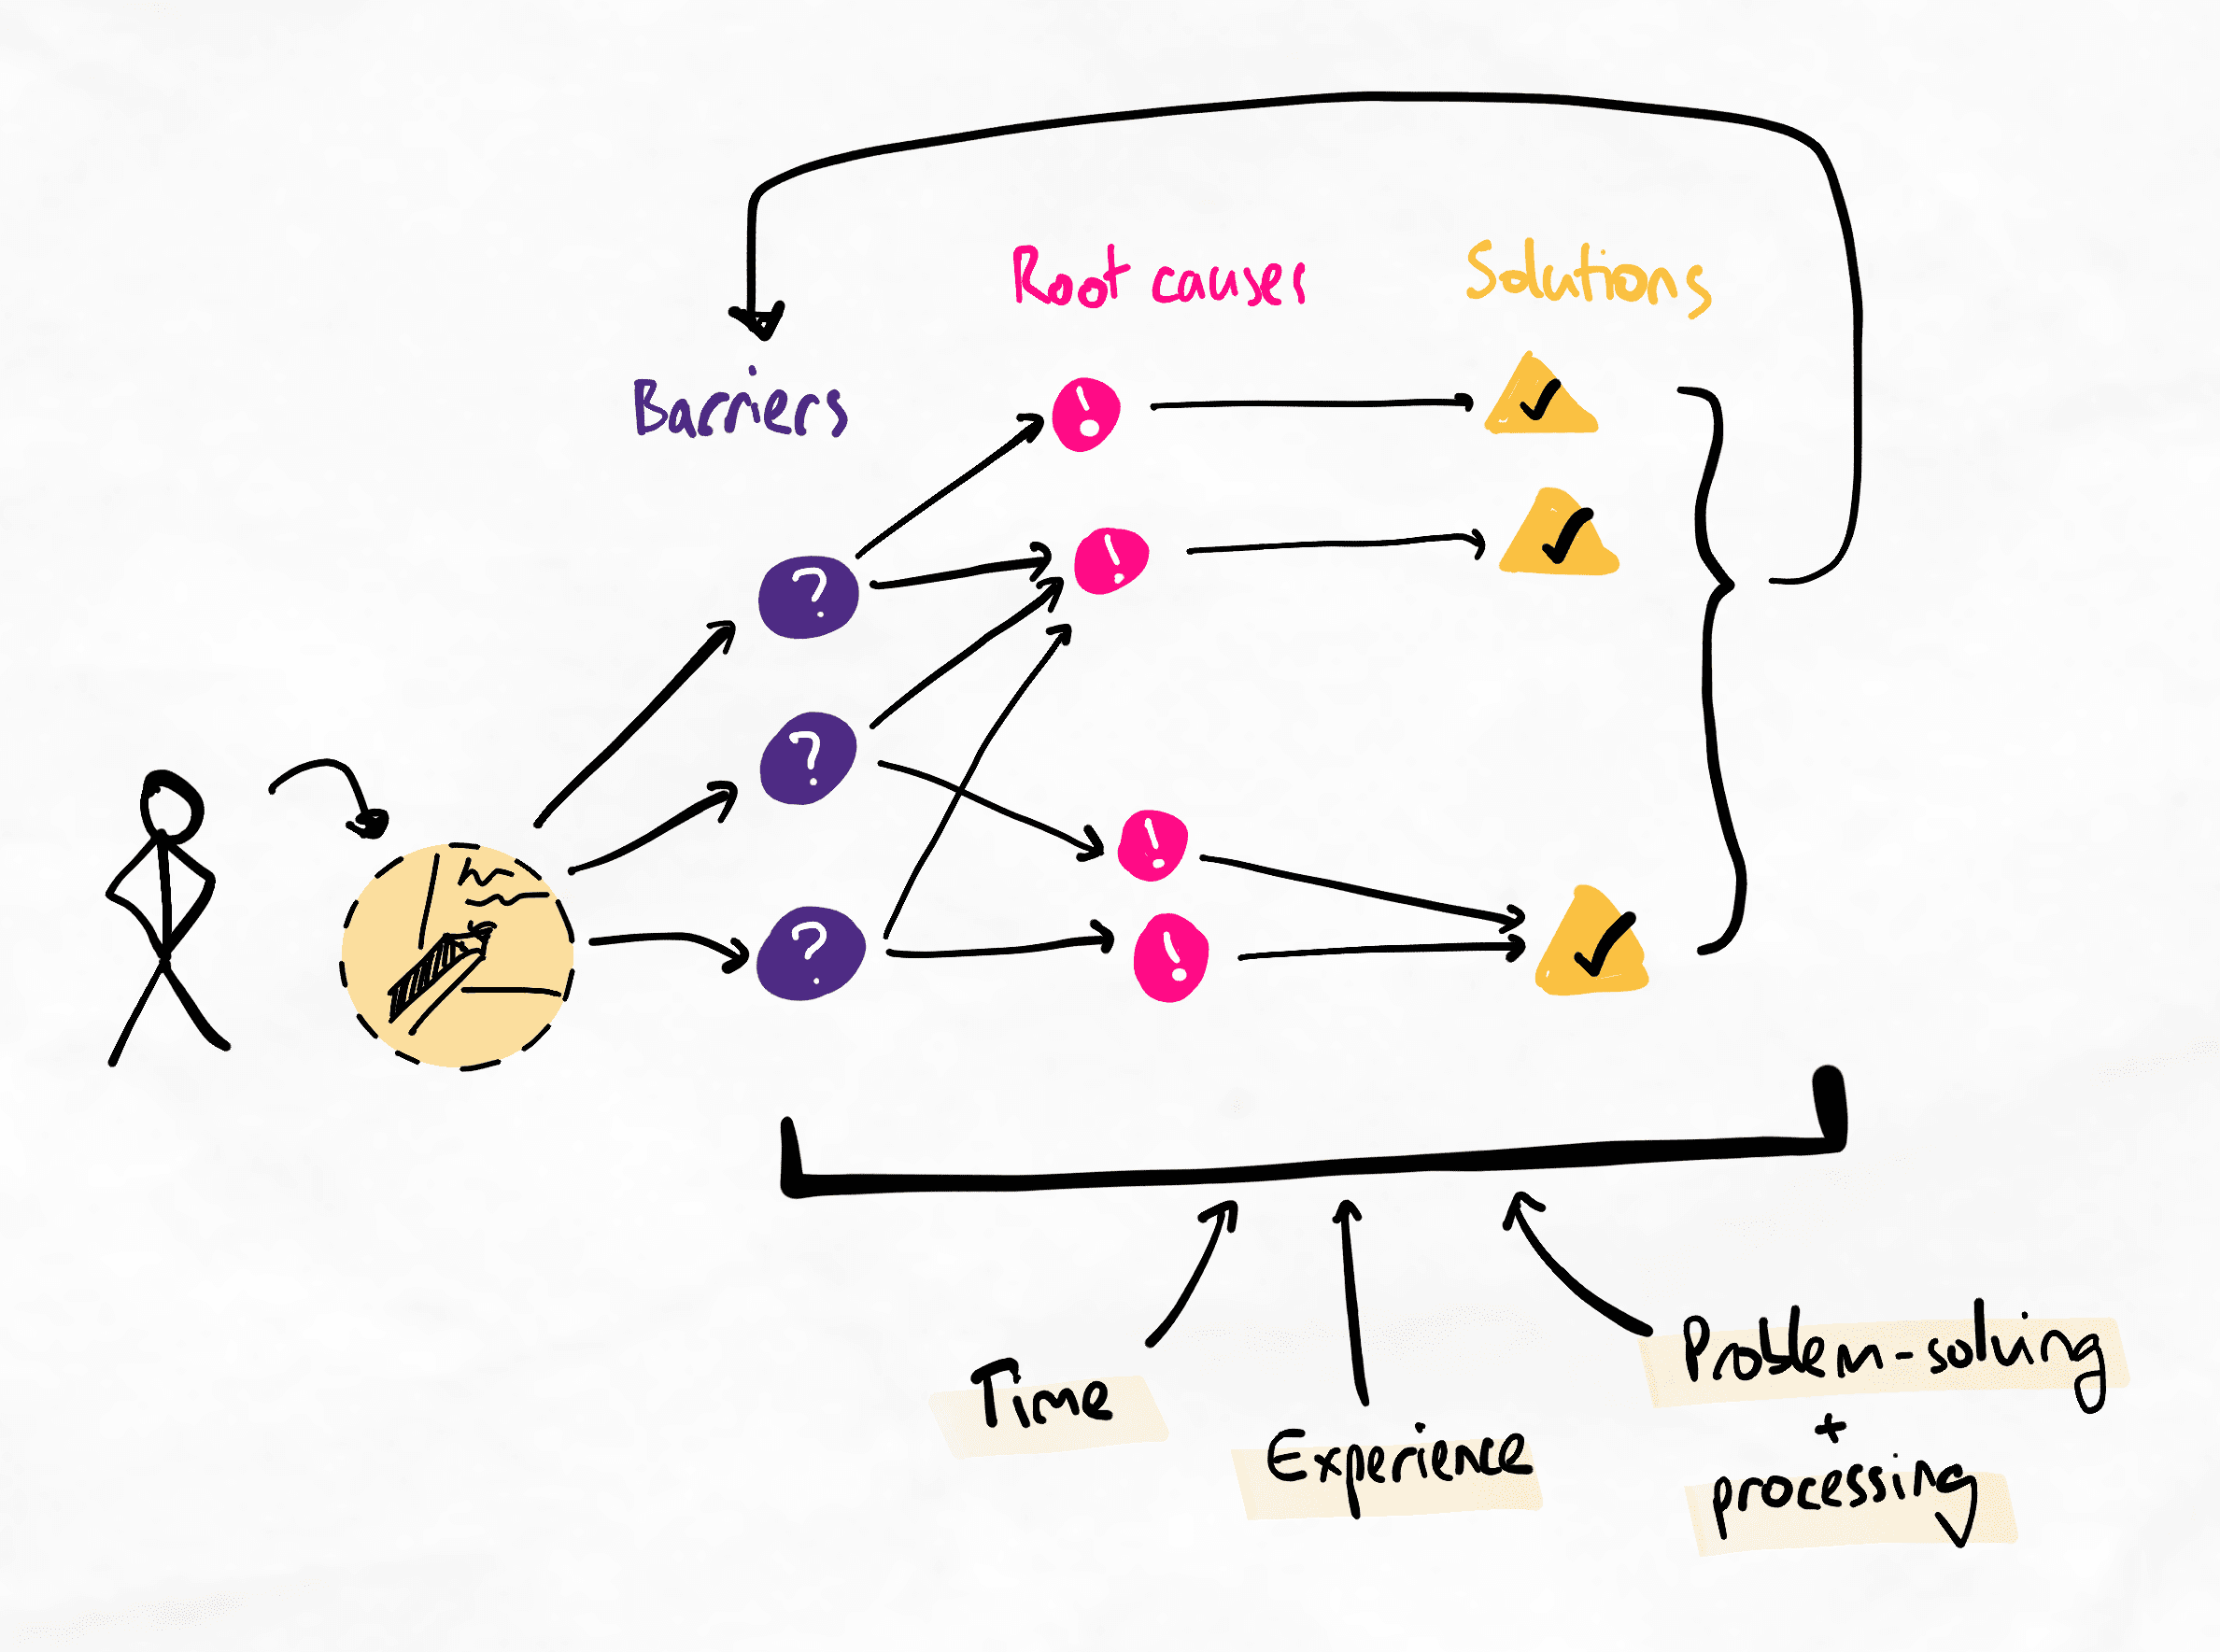 Root causes
Solutions
Barriers
!
✓
!
✓
?
?
!
✓
?
!
Time
Experience
Problem-solving
+
processing